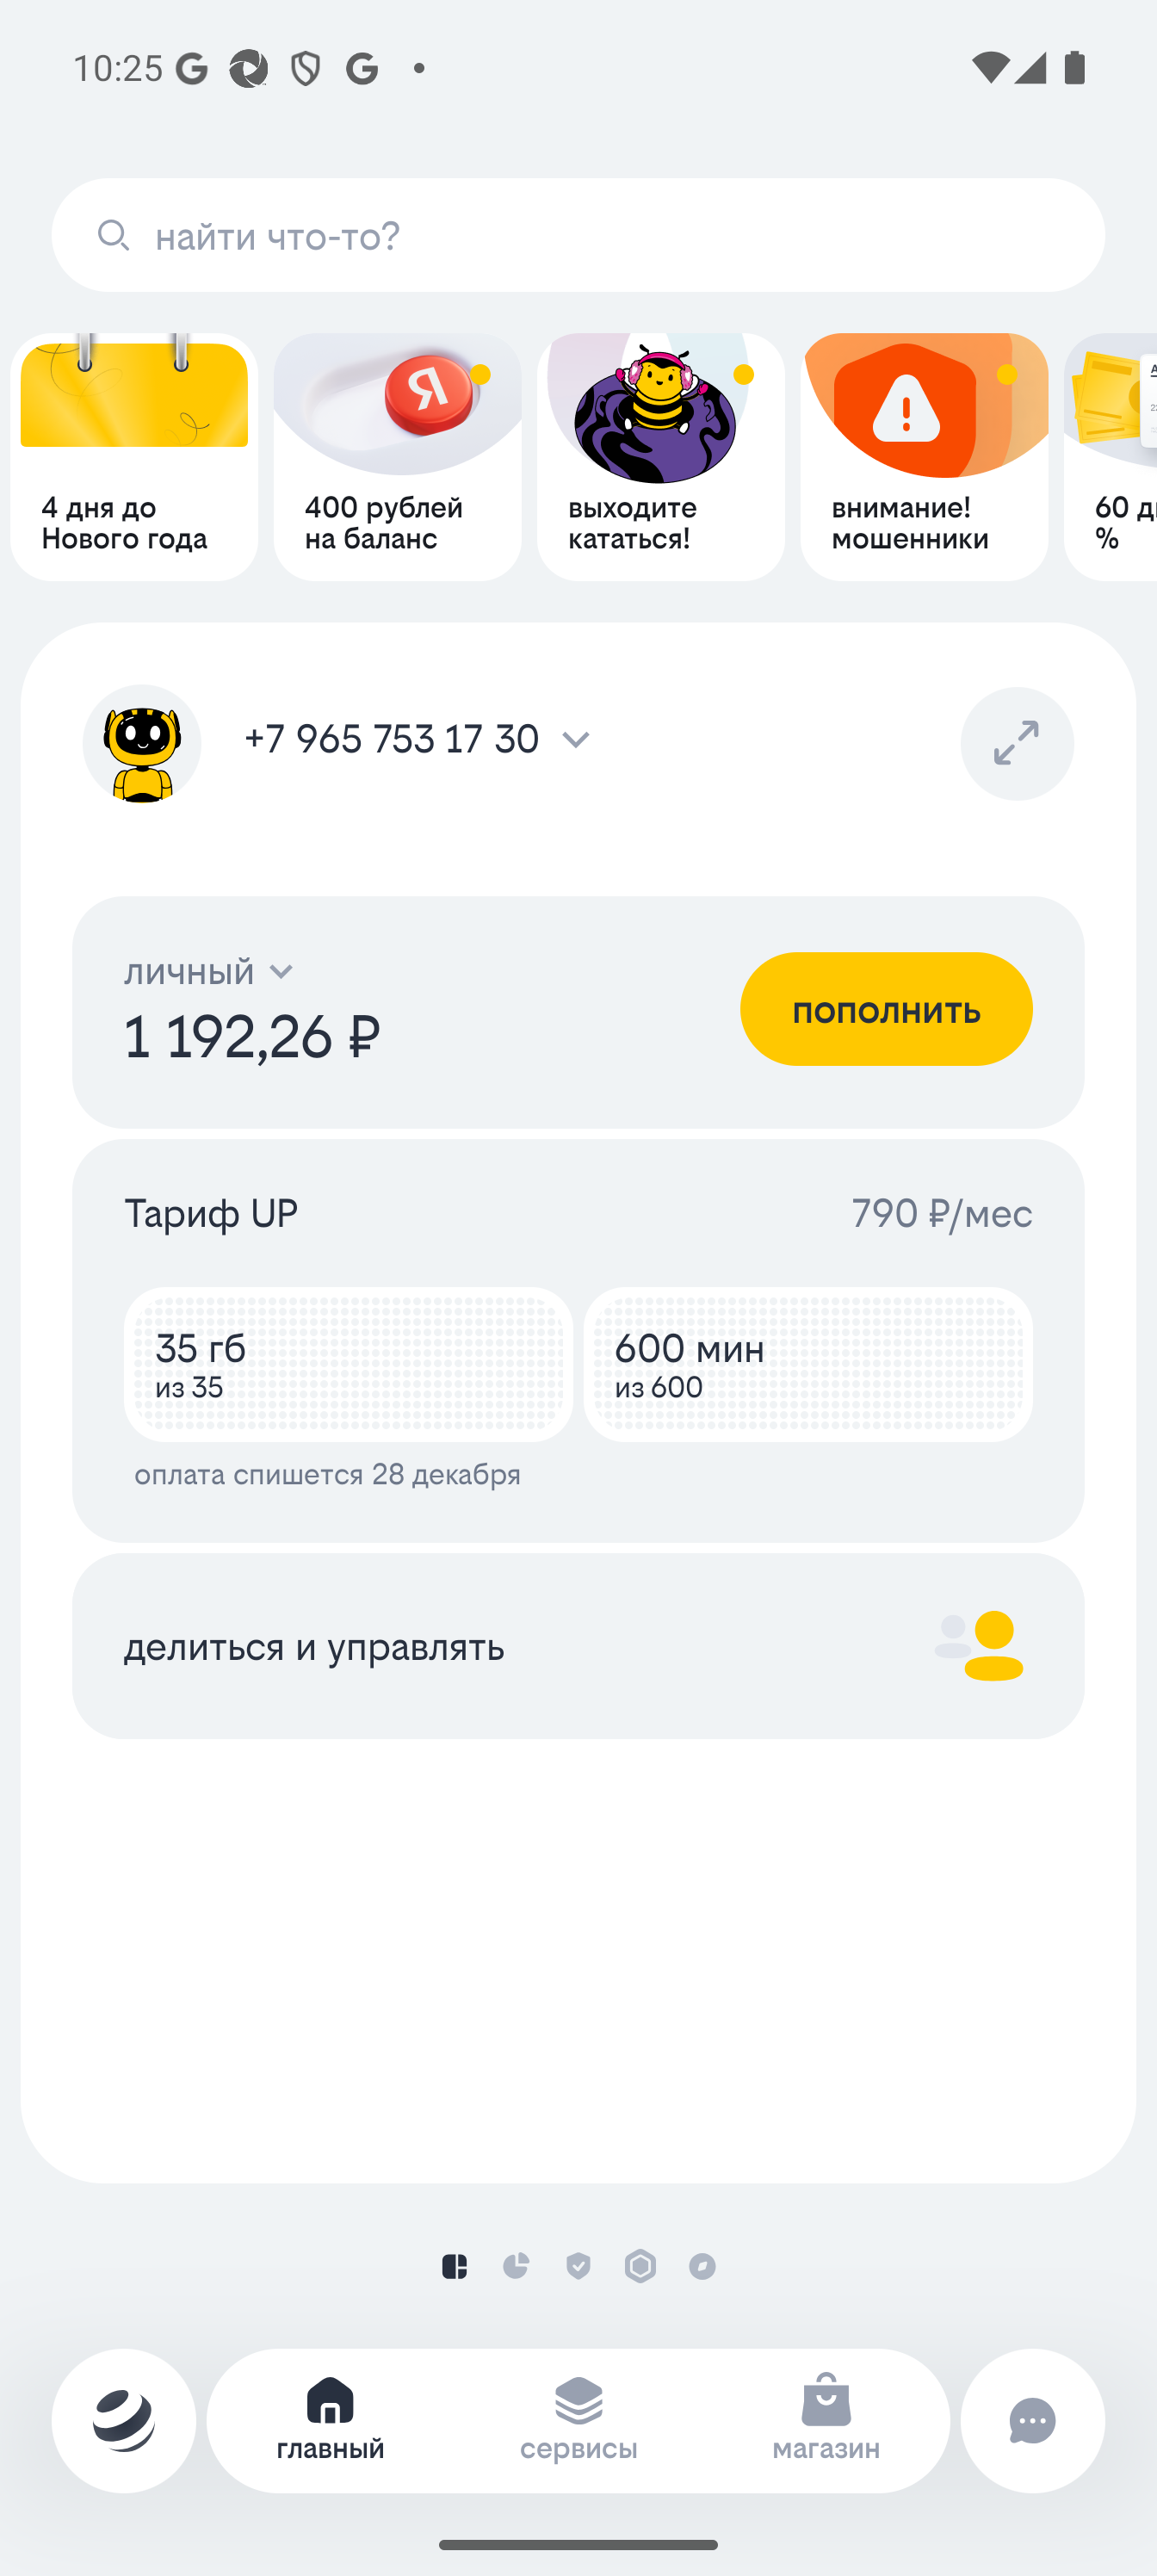 10:25
найти что-то?
4 дня до
Нового года
400 рублей
на баланс
выходите
кататься!
внимание!
мошенники
60
%
+7 965 753 17 30
личный
1 192,26 ₽
пополнить
Тариф UP
790 ₽/мес
35 гб
из 35
600 мин
из 600
оплата спишется 28 декабря
делиться и управлять
главный
сервисы
магазин